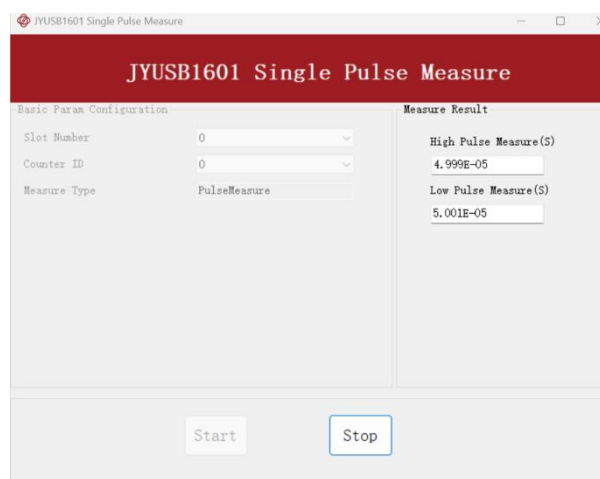 JYUSB1601 Single Pulse Measure
JYUSB1601 Single Pulse Measure
Basic Param Configuration
Slot Number 0
Counter ID 0
Measure Type PulseMeasure
Measure Result
High Pulse Measure(S)
4.999E-05
Low Pulse Measure(S)
5.001E-05
Start Stop